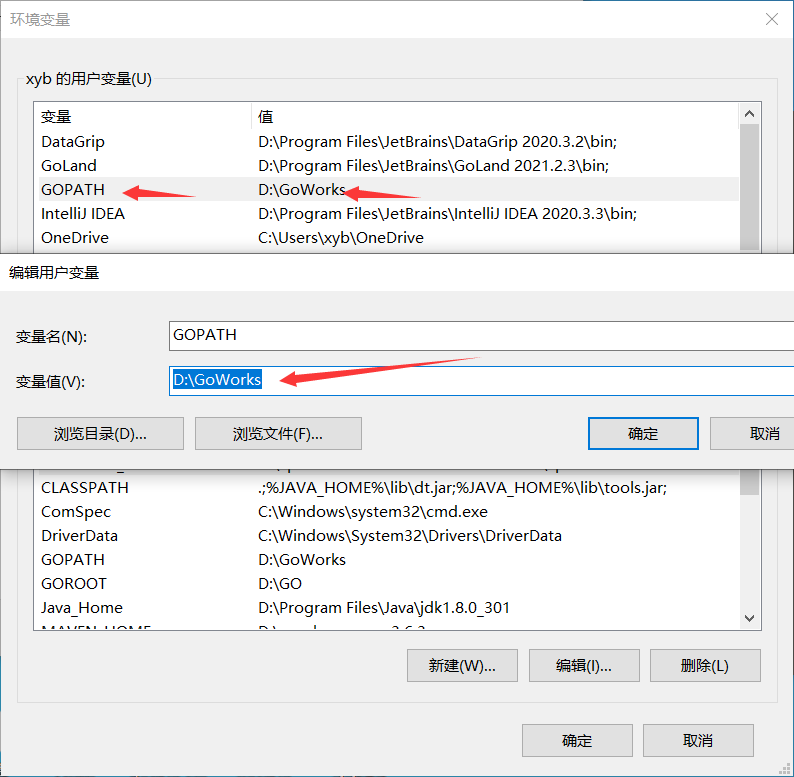 环境变量
xyb 的用户变量(U)
变量 值
DataGrip D:\Program Files\JetBrains\DataGrip 2020.3.2\bin;
GoLand D:\Program Files\JetBrains\GoLand 2021.2.3\bin;
GOPATH D:\GoWorks
IntelliJ IDEA D:\Program Files\JetBrains\IntelliJ IDEA 2020.3.3\bin;
OneDrive C:\Users\xyb\OneDrive
编辑用户变量
变量名(N): GOPATH
变量值(V): D:\GoWorks
浏览目录(D)... 浏览文件(F)... 确定 取消
CLASSPATH .;%JAVA_HOME%\lib\dt.jar;%JAVA_HOME%\lib\tools.jar;
ComSpec C:\Windows\system32\cmd.exe
DriverData C:\Windows\System32\Drivers\DriverData
GOPATH D:\GoWorks
GOROOT D:\GO
Java_Home D:\Program Files\Java\jdk1.8.0_301
MAVEN_HOME
新建(W)... 编辑(I)... 删除(L)
确定 取消